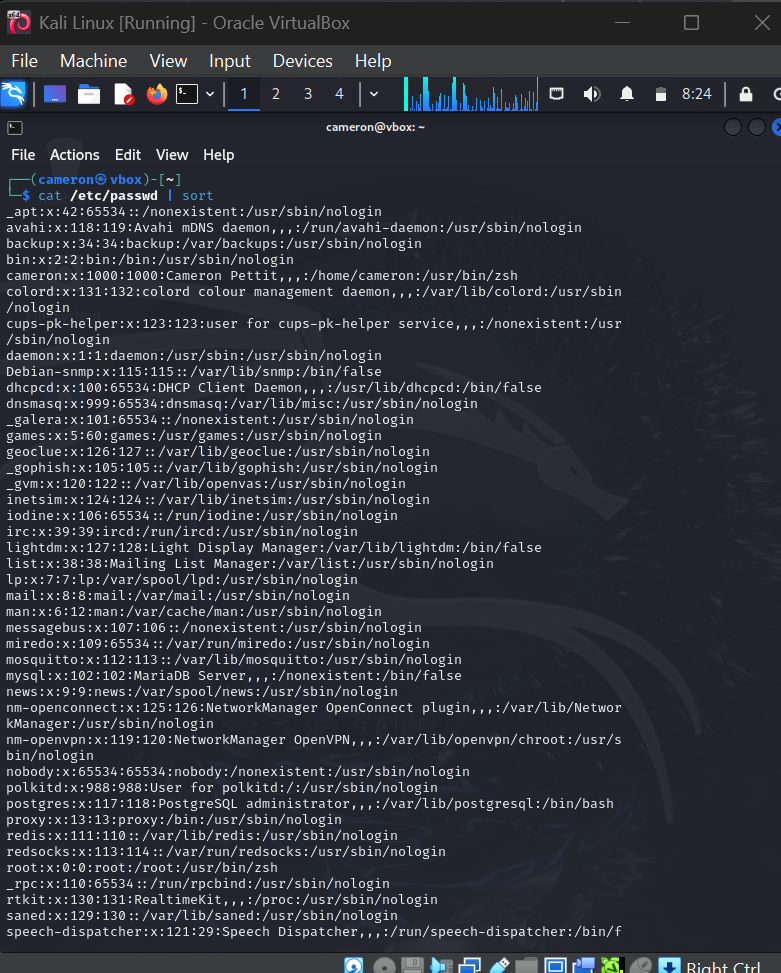 Kali Linux [Running] - Oracle VirtualBox
File Machine View Input Devices Help
1 2 3 4 8:24
cameron@vbox: ~
File Actions Edit View Help
┌──(cameron㉿vbox)-[~]
└─$ cat /etc/passwd | sort
_apt:x:42:65534::/nonexistent:/usr/sbin/nologin
avahi:x:118:119:Avahi mDNS daemon,,,:/run/avahi-daemon:/usr/sbin/nologin
backup:x:34:34:backup:/var/backups:/usr/sbin/nologin
bin:x:2:2:bin:/bin:/usr/sbin/nologin
cameron:x:1000:1000:Cameron Pettit,,,:/home/cameron:/usr/bin/zsh
colord:x:131:132:colord colour management daemon,,,:/var/lib/colord:/usr/sbin
/nologin
cups-pk-helper:x:123:123:user for cups-pk-helper service,,,:/nonexistent:/usr
/sbin/nologin
daemon:x:1:1:daemon:/usr/sbin:/usr/sbin/nologin
Debian-snmp:x:115:115::/var/lib/snmp:/bin/false
dhcpcd:x:100:65534:DHCP Client Daemon,,,:/usr/lib/dhcpcd:/bin/false
dnsmasq:x:999:65534:dnsmasq:/var/lib/misc:/usr/sbin/nologin
_galera:x:101:65534::/nonexistent:/usr/sbin/nologin
games:x:5:60:games:/usr/games:/usr/sbin/nologin
geoclue:x:126:127::/var/lib/geoclue:/usr/sbin/nologin
_gophish:x:105:105::/var/lib/gophish:/usr/sbin/nologin
_gvm:x:120:122::/var/lib/openvas:/usr/sbin/nologin
inetsim:x:124:124::/var/lib/inetsim:/usr/sbin/nologin
iodine:x:106:65534::/run/iodine:/usr/sbin/nologin
irc:x:39:39:ircd:/run/ircd:/usr/sbin/nologin
lightdm:x:127:128:Light Display Manager:/var/lib/lightdm:/bin/false
list:x:38:38:Mailing List Manager:/var/list:/usr/sbin/nologin
lp:x:7:7:lp:/var/spool/lpd:/usr/sbin/nologin
mail:x:8:8:mail:/var/mail:/usr/sbin/nologin
man:x:6:12:man:/var/cache/man:/usr/sbin/nologin
messagebus:x:107:106::/nonexistent:/usr/sbin/nologin
miredo:x:109:65534::/var/run/miredo:/usr/sbin/nologin
mosquitto:x:112:113::/var/lib/mosquitto:/usr/sbin/nologin
mysql:x:102:102:MariaDB Server,,,:/nonexistent:/bin/false
news:x:9:9:news:/var/spool/news:/usr/sbin/nologin
nm-openconnect:x:125:126:NetworkManager OpenConnect plugin,,,:/var/lib/Networ
kManager:/usr/sbin/nologin
nm-openvpn:x:119:120:NetworkManager OpenVPN,,,:/var/lib/openvpn/chroot:/usr/s
bin/nologin
nobody:x:65534:65534:nobody:/nonexistent:/usr/sbin/nologin
polkitd:x:988:988:User for polkitd:/:/usr/sbin/nologin
postgres:x:117:118:PostgreSQL administrator,,,:/var/lib/postgresql:/bin/bash
proxy:x:13:13:proxy:/bin:/usr/sbin/nologin
redis:x:111:110::/var/lib/redis:/usr/sbin/nologin
redsocks:x:113:114::/var/run/redsocks:/usr/sbin/nologin
root:x:0:0:root:/root:/usr/bin/zsh
_rpc:x:110:65534::/run/rpcbind:/usr/sbin/nologin
rtkit:x:130:131:RealtimeKit,,,:/proc:/usr/sbin/nologin
saned:x:129:130::/var/lib/saned:/usr/sbin/nologin
speech-dispatcher:x:121:29:Speech Dispatcher,,,:/run/speech-dispatcher:/bin/f
Right Ctrl